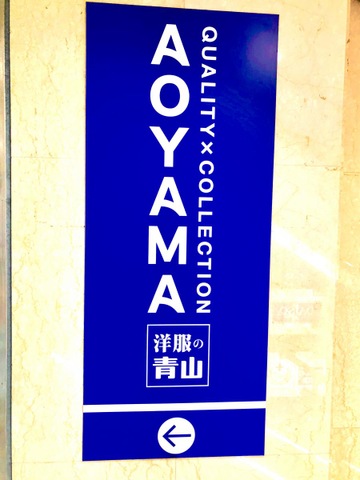 QUALITY×COLLECTION
AOYAMA
洋服の
青山